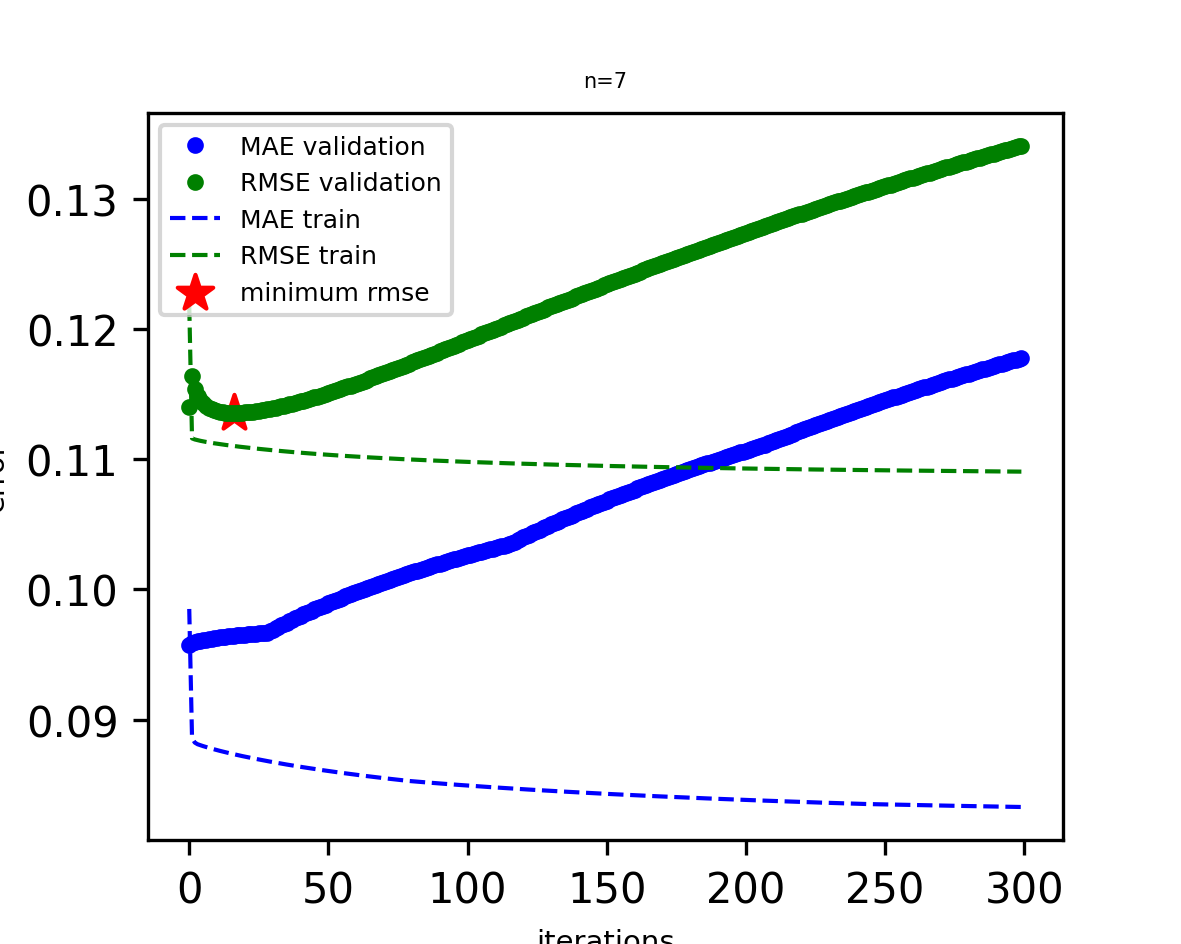 n=7
MAE validation
RMSE validation
MAE train
RMSE train
minimum rmse
0.13
0.12
0.11
0.10
0.09
0 50 100 150 200 250 300
iterations